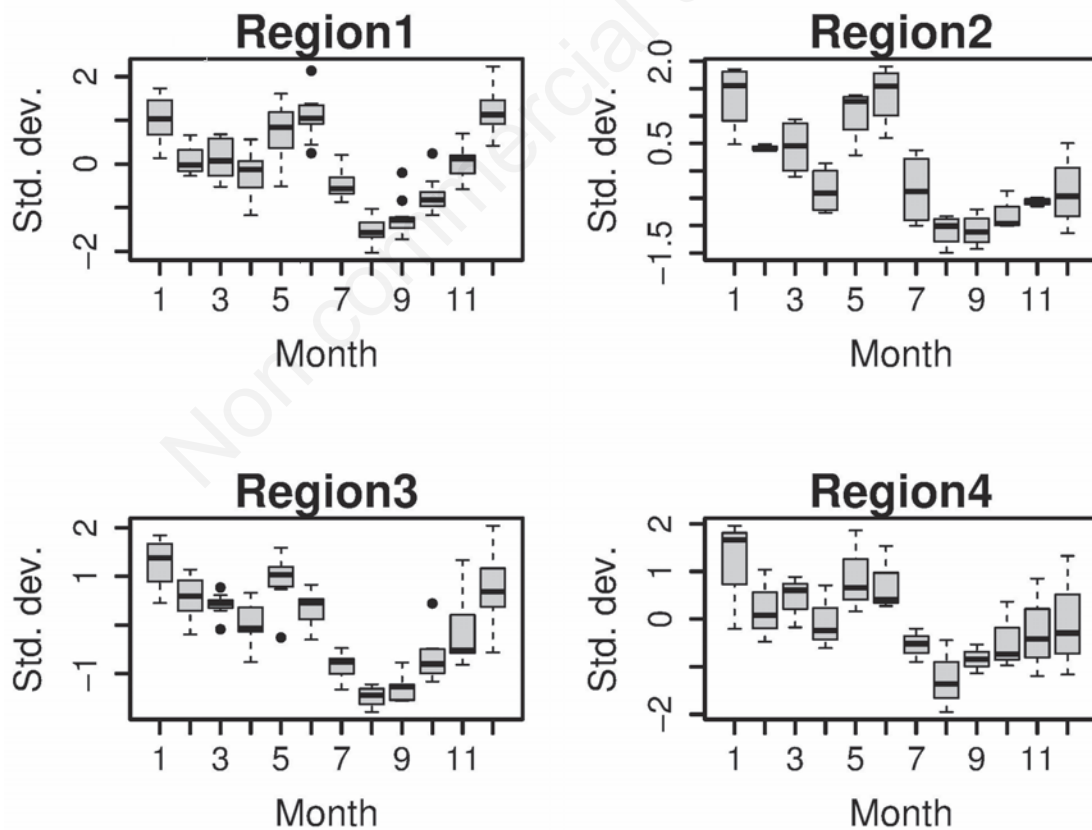 Region1
Std. dev.
2
0
−2
1 3 5 7 9 11
Month
Region2
Std. dev.
2.0
0.5
−1.5
1 3 5 7 9 11
Month
Region3
Std. dev.
2
1
−1
1 3 5 7 9 11
Month
Region4
Std. dev.
2
1
0
−2
1 3 5 7 9 11
Month
Non-commercial